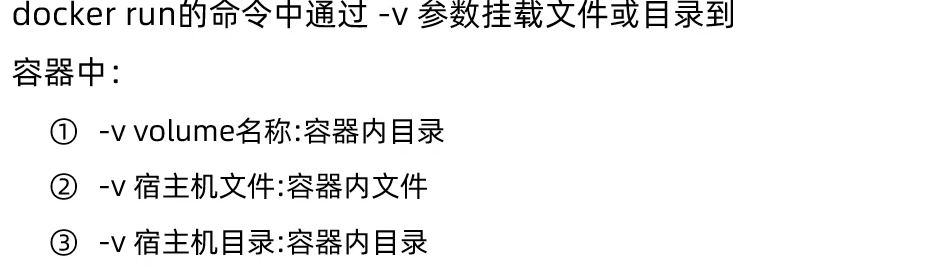 docker run的命令中通过 -v 参数挂载文件或目录到
容器中：
① -v volume名称:容器内目录
② -v 宿主机文件:容器内文件
③ -v 宿主机目录:容器内目录